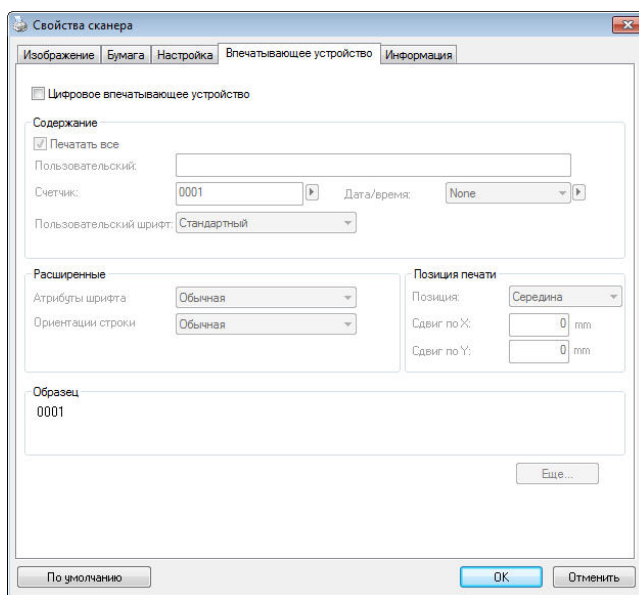 Свойства сканера
Изображение Бумага Настройка Впечатывающее устройство Информация
Цифровое впечатывающее устройство
Содержание
Печатать все
Пользовательский:
Счетчик: 0001 Дата/время: None
Пользовательский шрифт: Стандартный
Расширенные Позиция печати
Атрибуты шрифта Обычная Позиция: Середина
Ориентации строки Обычная Сдвиг по X: 0 mm
Сдвиг по Y: 0 mm
Образец
0001
Еще...
По умолчанию OK Отменить